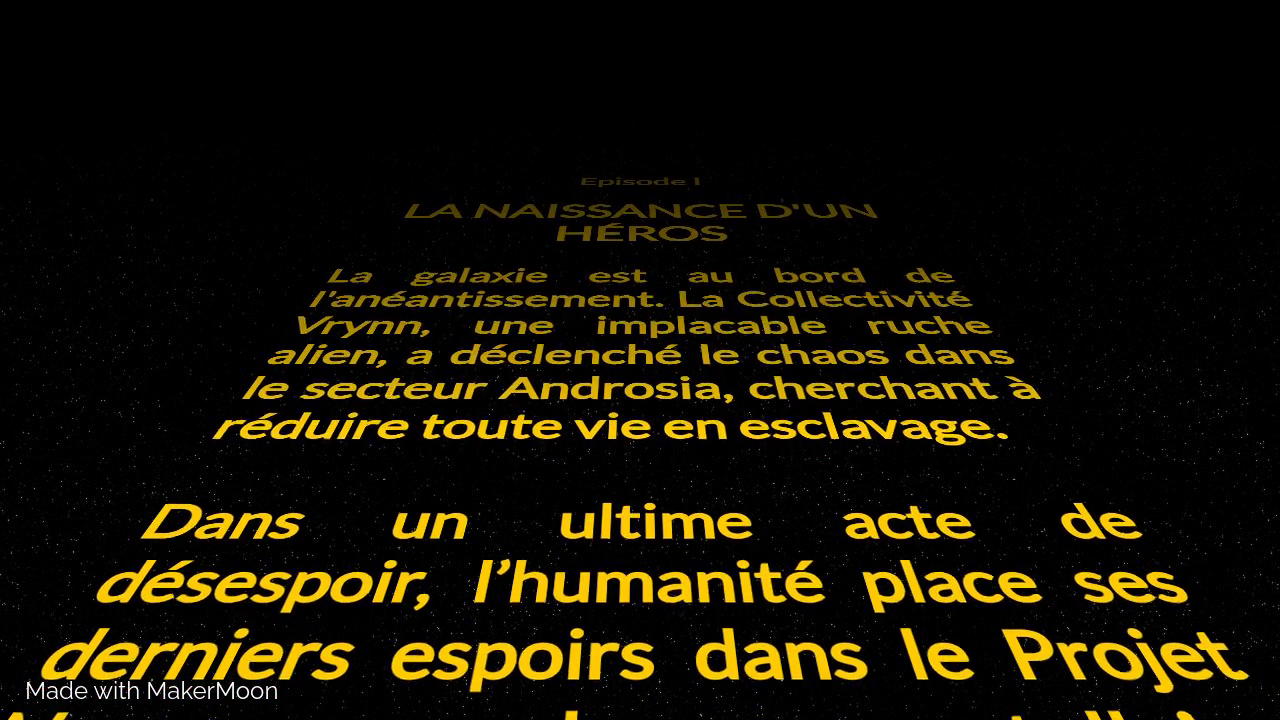 Episode I
LA NAISSANCE D'UN
HÉROS
La galaxie est au bord de
l'anéantissement. La Collectivité
Vrynn, une implacable ruche
alien, a déclenché le chaos dans
le secteur Androsia, cherchant à
réduire toute vie en esclavage.
Dans un ultime acte de
désespoir, l’humanité place ses
derniers espoirs dans le Projet
Made with MakerMoon